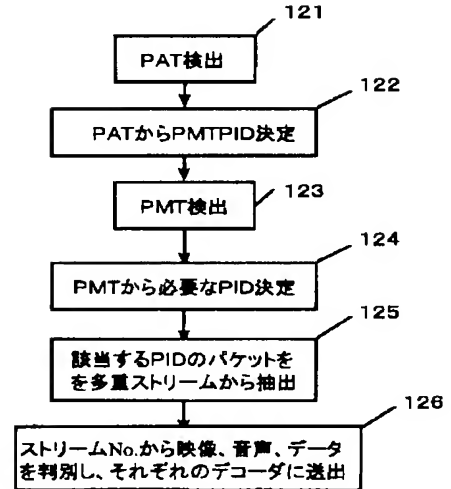 121
PAT検出
122
PATからPMTPID決定
123
PMT検出
124
PMTから必要なPID決定
125
該当するPIDのパケットを
を多重ストリームから抽出
126
ストリームNo.から映像、音声、データ
を判別し、それぞれのデコーダに送出